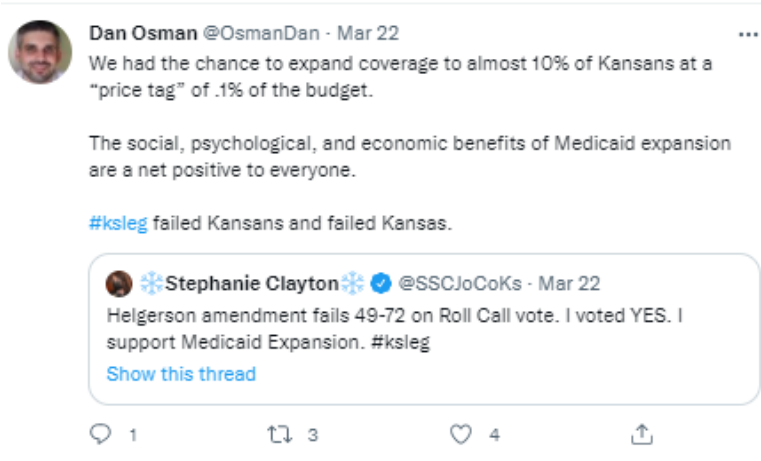 Dan Osman @OsmanDan · Mar 22
We had the chance to expand coverage to almost 10% of Kansans at a
“price tag” of .1% of the budget.
The social, psychological, and economic benefits of Medicaid expansion
are a net positive to everyone.
#ksleg failed Kansans and failed Kansas.
❄️Stephanie Clayton❄️ @SSCJoCoKs · Mar 22
Helgerson amendment fails 49-72 on Roll Call vote. I voted YES. I
support Medicaid Expansion. #ksleg
Show this thread
1 3 4